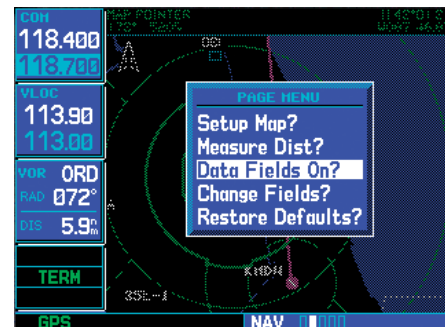 COM
118.400
118.700
VLOC
113.90
113.00
VOR ORD
RAD 072°
DIS 5.9nm
TERM
GPS
MAP POINTER
PAGE MENU
Setup Map?
Measure Dist?
Data Fields On?
Change Fields?
Restore Defaults?
NAV